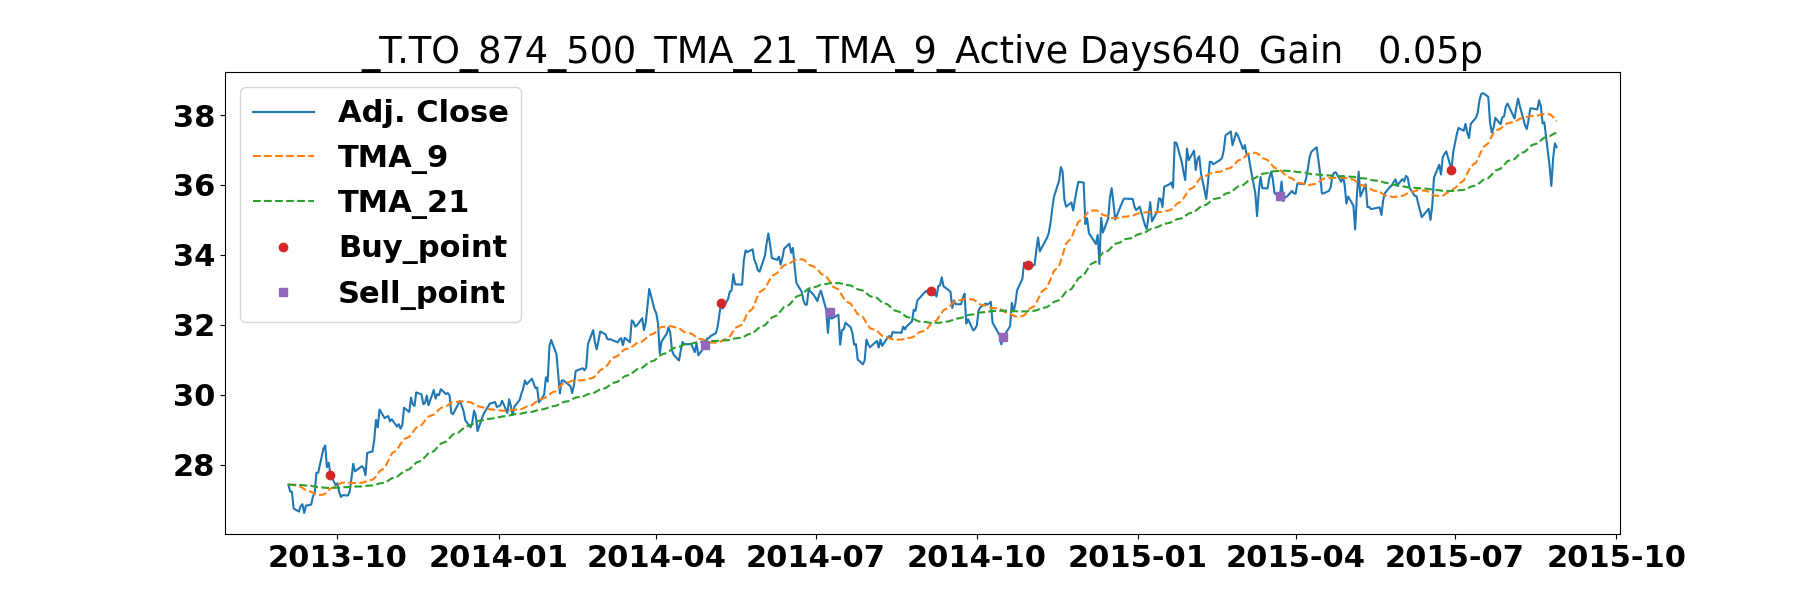 _T.TO_874_500_TMA_21_TMA_9_Active Days640_Gain   0.05p
Adj. Close
TMA_9
TMA_21
Buy_point
Sell_point
38
36
34
32
30
28
2013-10 2014-01 2014-04 2014-07 2014-10 2015-01 2015-04 2015-07 2015-10